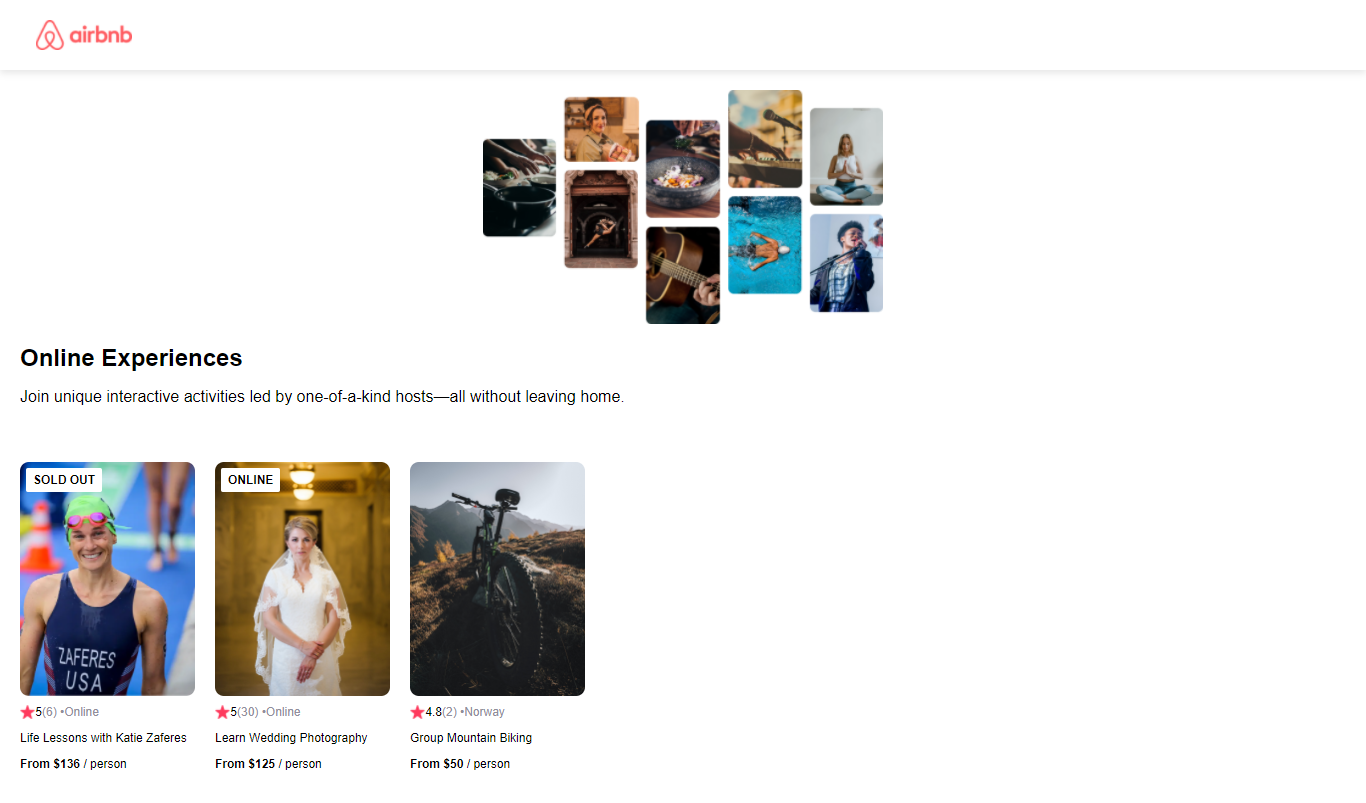 airbnb
Online Experiences
Join unique interactive activities led by one-of-a-kind hosts—all without leaving home.
SOLD OUT
ZAFERES
USA
5(6) •Online
Life Lessons with Katie Zaferes
From $136 / person
ONLINE
5(30) •Online
Learn Wedding Photography
From $125 / person
4.8(2) •Norway
Group Mountain Biking
From $50 / person